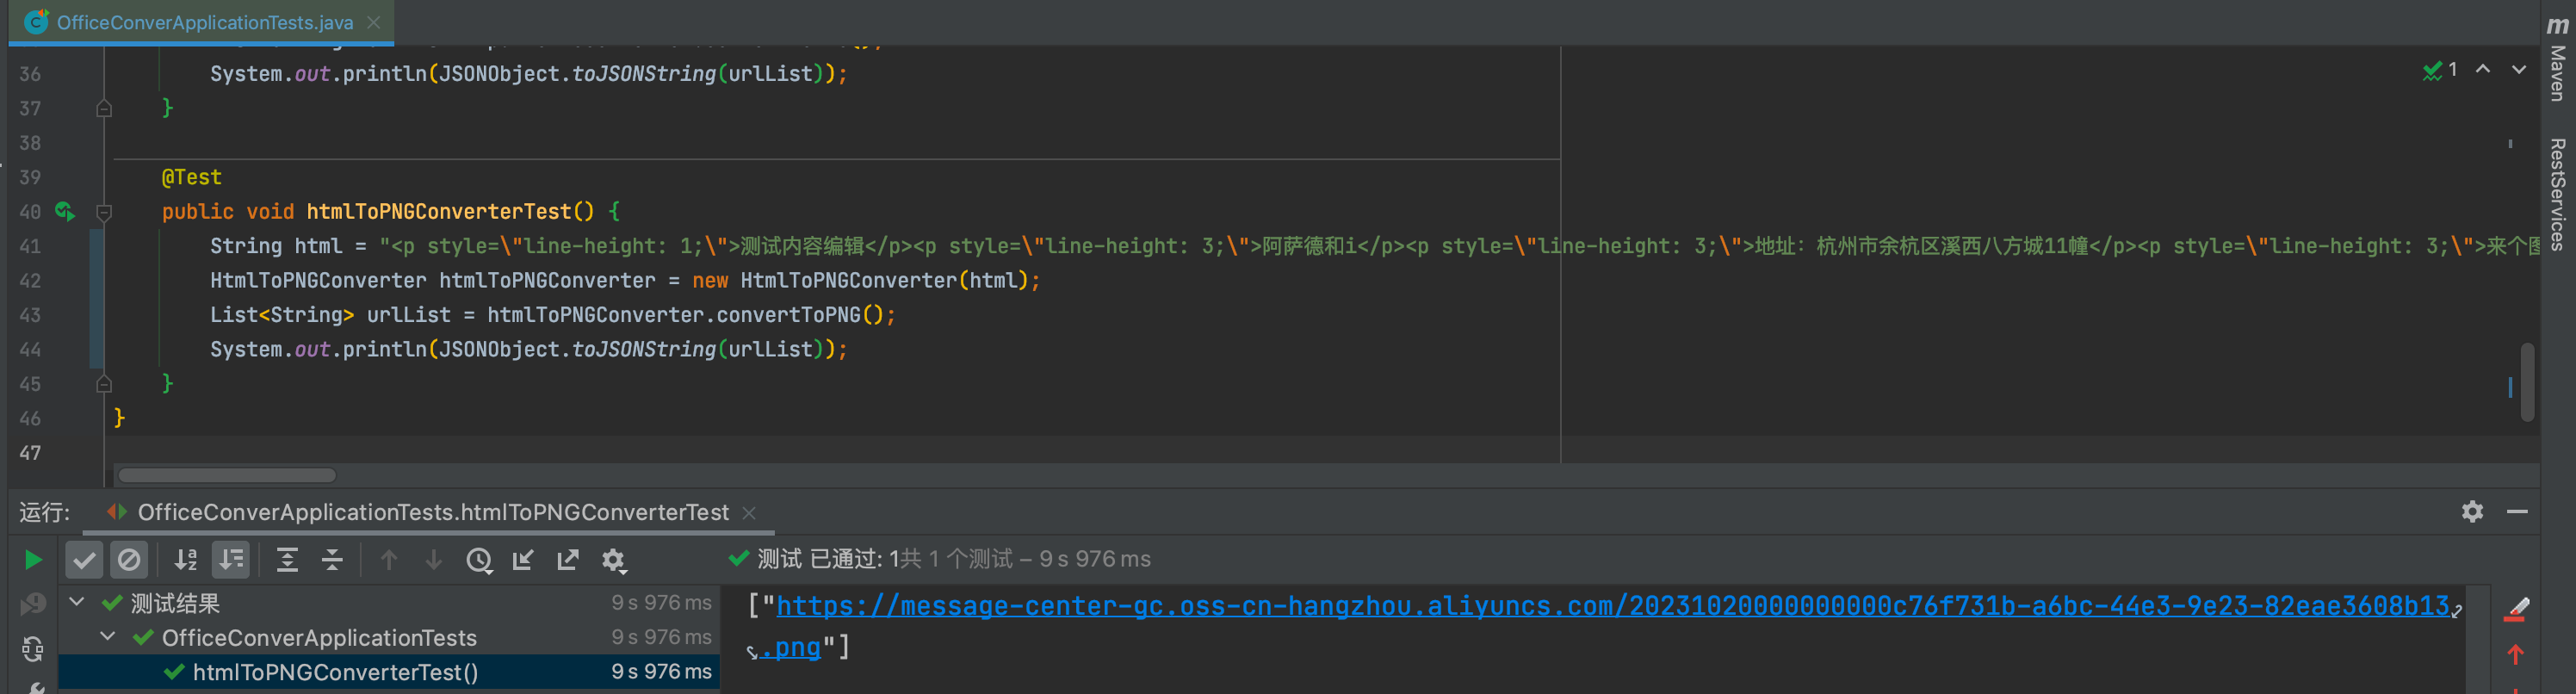 OfficeConverApplicationTests.java
36 System.out.println(JSONObject.toJSONString(urlList));
37 }
38
39 @Test
40 public void htmlToPNGConverterTest() {
41 String html = "<p style=\"line-height: 1;\">测试内容编辑</p><p style=\"line-height: 3;\">阿萨德和i</p><p style=\"line-height: 3;\">地址：杭州市余杭区溪西八方城11幢</p><p style=\"line-height: 3;\">来个图
42 HtmlToPNGConverter htmlToPNGConverter = new HtmlToPNGConverter(html);
43 List<String> urlList = htmlToPNGConverter.convertToPNG();
44 System.out.println(JSONObject.toJSONString(urlList));
45 }
46 }
47
1
m Maven
RestServices
运行: OfficeConverApplicationTests.htmlToPNGConverterTest
测试 已通过: 1共 1 个测试 – 9 s 976 ms
测试结果 9 s 976 ms
OfficeConverApplicationTests 9 s 976 ms
htmlToPNGConverterTest() 9 s 976 ms
["https://message-center-gc.oss-cn-hangzhou.aliyuncs.com/20231020000000000c76f731b-a6bc-44e3-9e23-82eae3608b13
.png"]